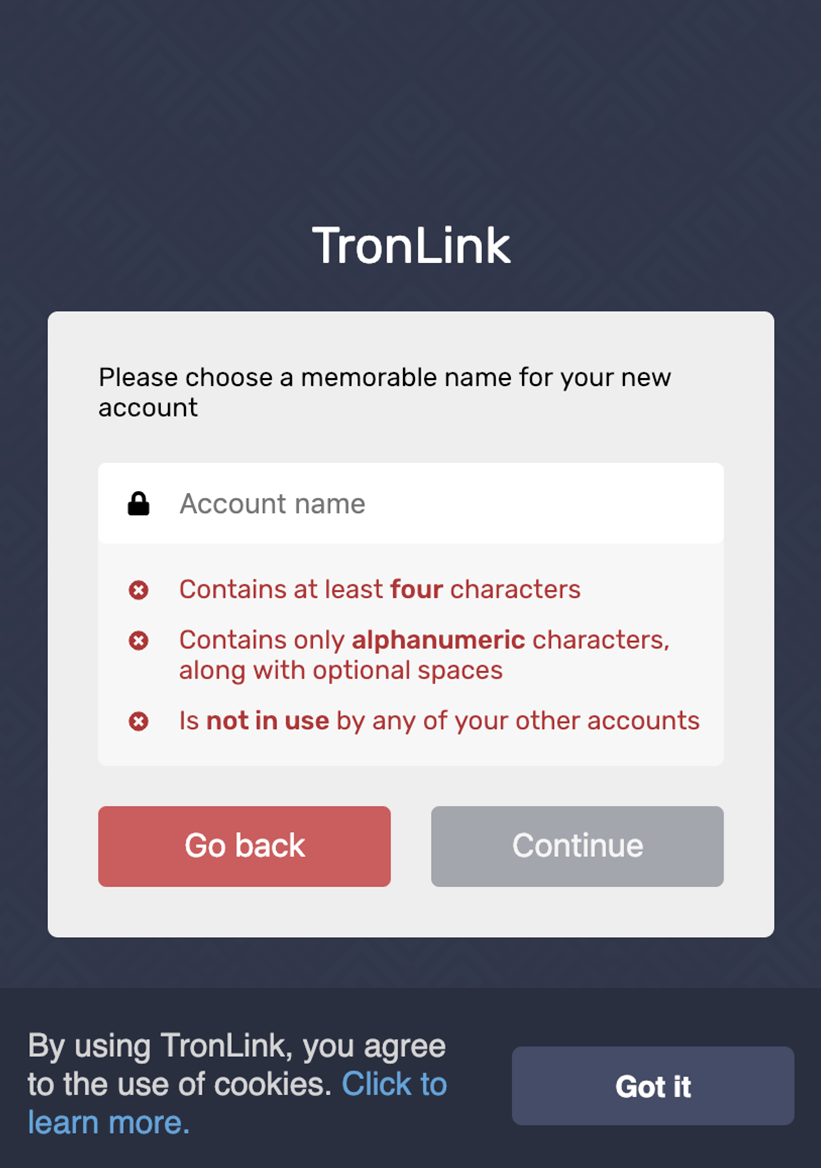 TronLink
Please choose a memorable name for your new
account
Account name
Contains at least four characters
Contains only alphanumeric characters,
along with optional spaces
Is not in use by any of your other accounts
Go back
Continue
By using TronLink, you agree
to the use of cookies. Click to
learn more.
Got it